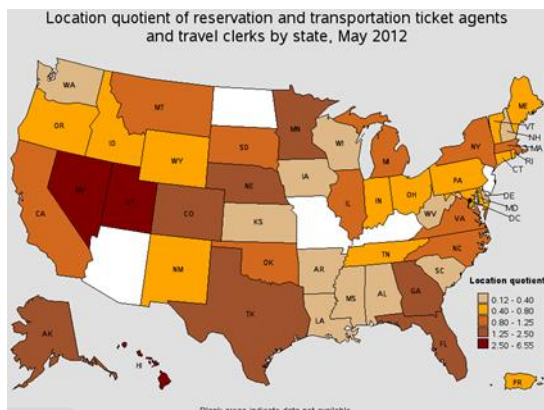 Location quotient of reservation and transportation ticket agents
and travel clerks by state, May 2012
WA
MT
MN
ME
OR
ID
SD
WI
MI
NY
VT
NH
MA
RI
CT
WY
NE
IA
PA
NV
UT
CO
IL
IN
OH
DE
MD
DC
CA
KS
WV
VA
NM
OK
AR
TN
NC
TX
LA
MS
AL
GA
SC
FL
AK
HI
PR
Location quotient
0.12 - 0.40
0.40 - 0.80
0.80 - 1.25
1.25 - 2.50
2.50 - 6.55
Blank areas indicate data not available